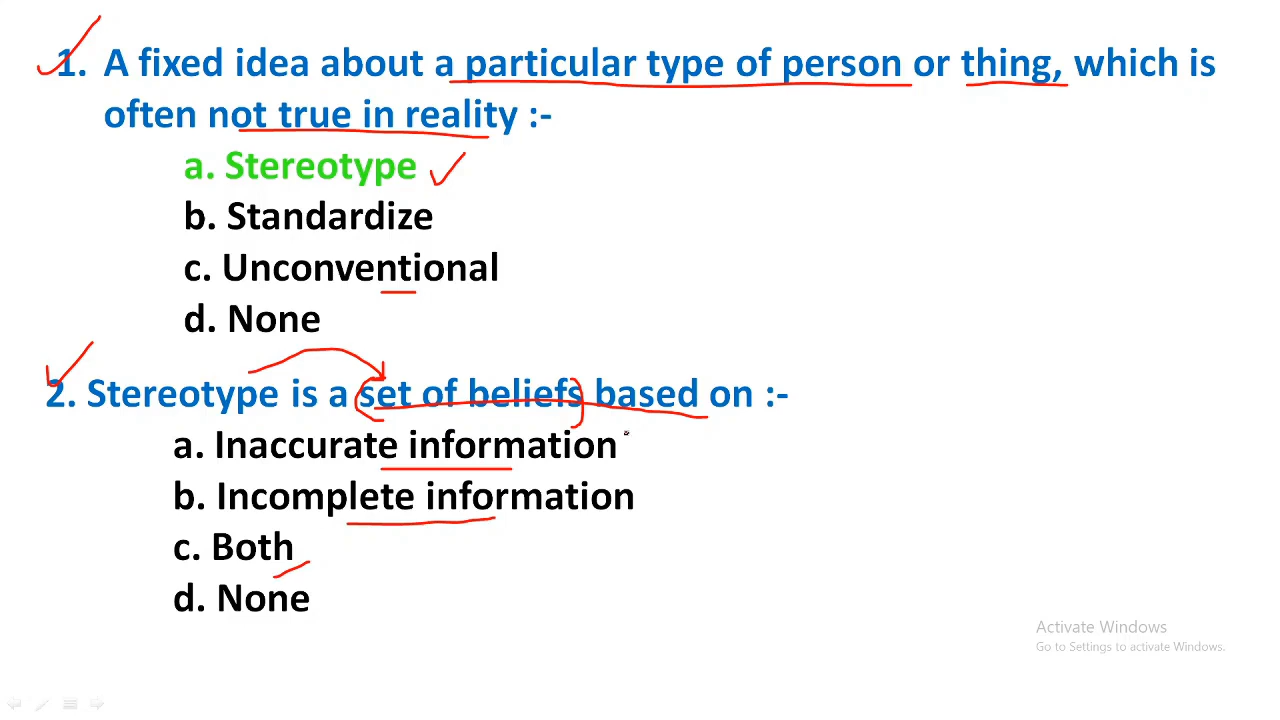 1. A fixed idea about a particular type of person or thing, which is
often not true in reality :-
a. Stereotype
b. Standardize
c. Unconventional
d. None
2. Stereotype is a set of beliefs based on :-
a. Inaccurate information
b. Incomplete information
c. Both
d. None
Activate Windows
Go to Settings to activate Windows.